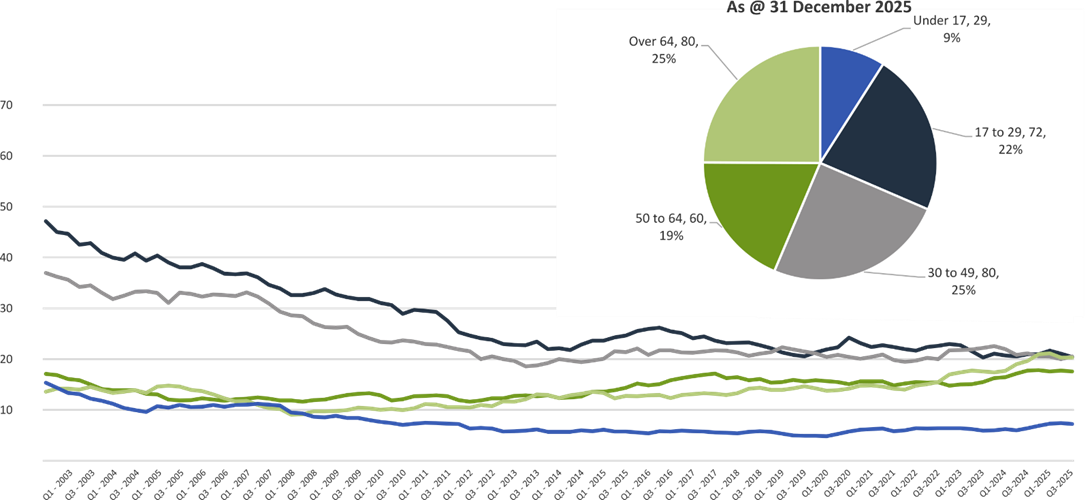 As @ 31 December 2025
Under 17, 29,
9%
Over 64, 80,
25%
17 to 29, 72,
22%
50 to 64, 60,
19%
30 to 49, 80,
25%
70
60
50
40
30
20
10
Q1 - 2003
Q3 - 2003
Q1 - 2004
Q3 - 2004
Q1 - 2005
Q3 - 2005
Q1 - 2006
Q3 - 2006
Q1 - 2007
Q3 - 2007
Q1 - 2008
Q3 - 2008
Q1 - 2009
Q3 - 2009
Q1 - 2010
Q3 - 2010
Q1 - 2011
Q3 - 2011
Q1 - 2012
Q3 - 2012
Q1 - 2013
Q3 - 2013
Q1 - 2014
Q3 - 2014
Q1 - 2015
Q3 - 2015
Q1 - 2016
Q3 - 2016
Q1 - 2017
Q3 - 2017
Q1 - 2018
Q3 - 2018
Q1 - 2019
Q3 - 2019
Q1 - 2020
Q3-2020
Q1-2021
Q3-2021
Q1-2022
Q3-2022
Q1-2023
Q3-2023
Q1-2024
Q3-2024
Q1-2025
Q3-2025